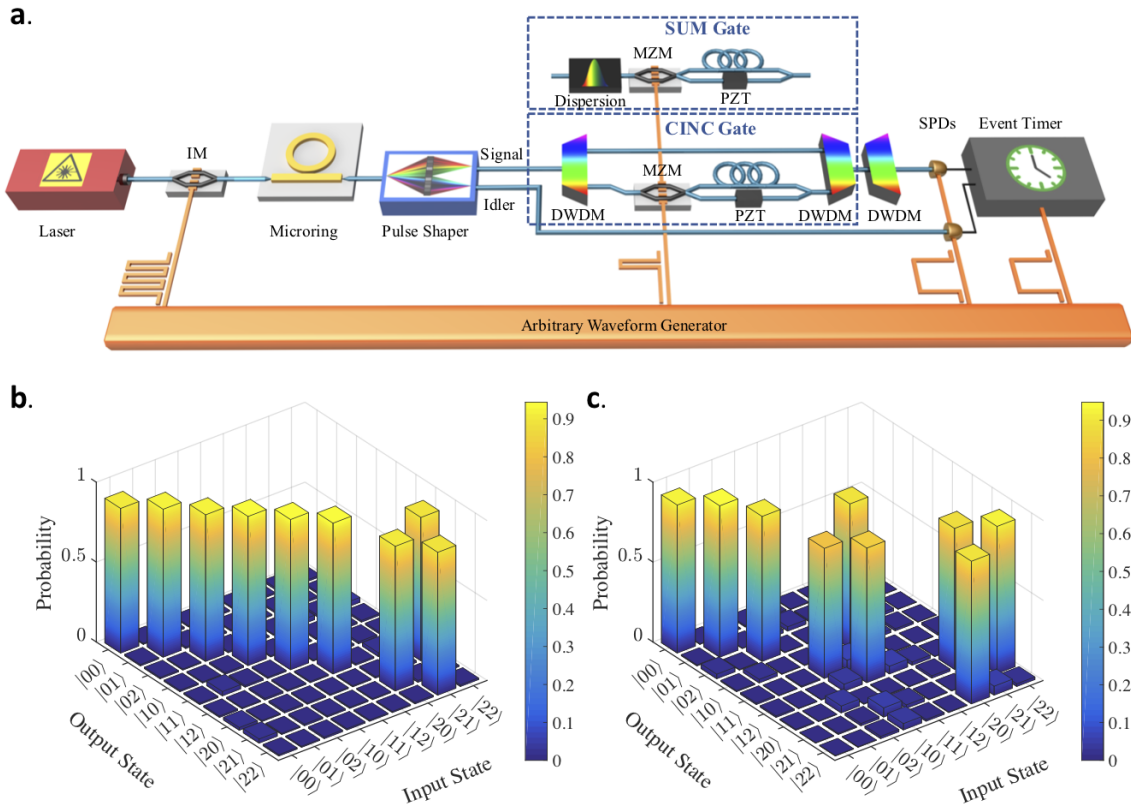 a.
SUM Gate
MZM
Dispersion
PZT
CINC Gate
SPDs
Event Timer
IM
Signal
MZM
Idler
DWDM
PZT
DWDM
DWDM
Laser
Microring
Pulse Shaper
Arbitrary Waveform Generator
b.
1
0.5
0
Probability
|00⟩
|01⟩
|02⟩
|10⟩
|11⟩
|12⟩
|20⟩
|21⟩
|22⟩
Output State
|00⟩
|01⟩
|02⟩
|10⟩
|11⟩
|12⟩
|20⟩
|21⟩
|22⟩
Input State
0.9
0.8
0.7
0.6
0.5
0.4
0.3
0.2
0.1
0
c.
1
0.5
0
Probability
|00⟩
|01⟩
|02⟩
|10⟩
|11⟩
|12⟩
|20⟩
|21⟩
|22⟩
Output State
|00⟩
|01⟩
|02⟩
|10⟩
|11⟩
|12⟩
|20⟩
|21⟩
|22⟩
Input State
0.9
0.8
0.7
0.6
0.5
0.4
0.3
0.2
0.1
0